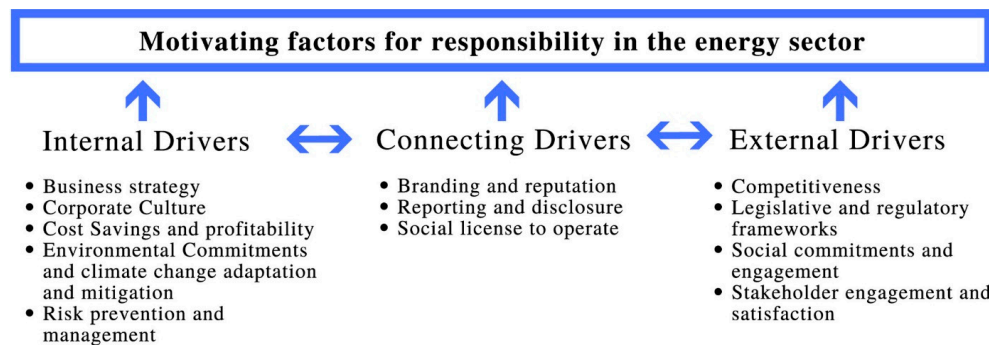 Motivating factors for responsibility in the energy sector
Internal Drivers
• Business strategy
• Corporate Culture
• Cost Savings and profitability
• Environmental Commitments
and climate change adaptation
and mitigation
• Risk prevention and
management
Connecting Drivers
• Branding and reputation
• Reporting and disclosure
• Social license to operate
External Drivers
• Competitiveness
• Legislative and regulatory
frameworks
• Social commitments and
engagement
• Stakeholder engagement and
satisfaction